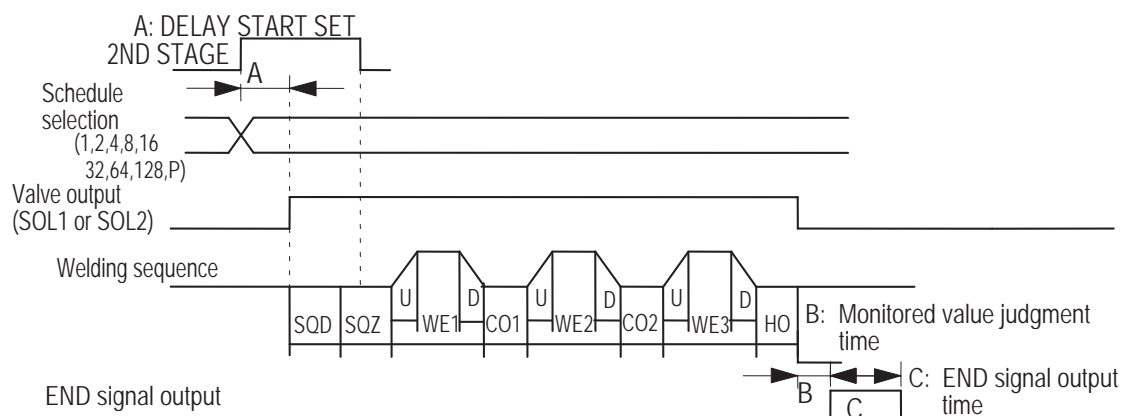 A: DELAY START SET
2ND STAGE
A
Schedule
selection
(1,2,4,8,16
32,64,128,P)
Valve output
(SOL1 or SOL2)
Welding sequence
U D U D U D
SQD SQZ WE1 CO1 WE2 CO2 WE3 HO
B: Monitored value judgment
time
END signal output
B C
C: END signal output
time